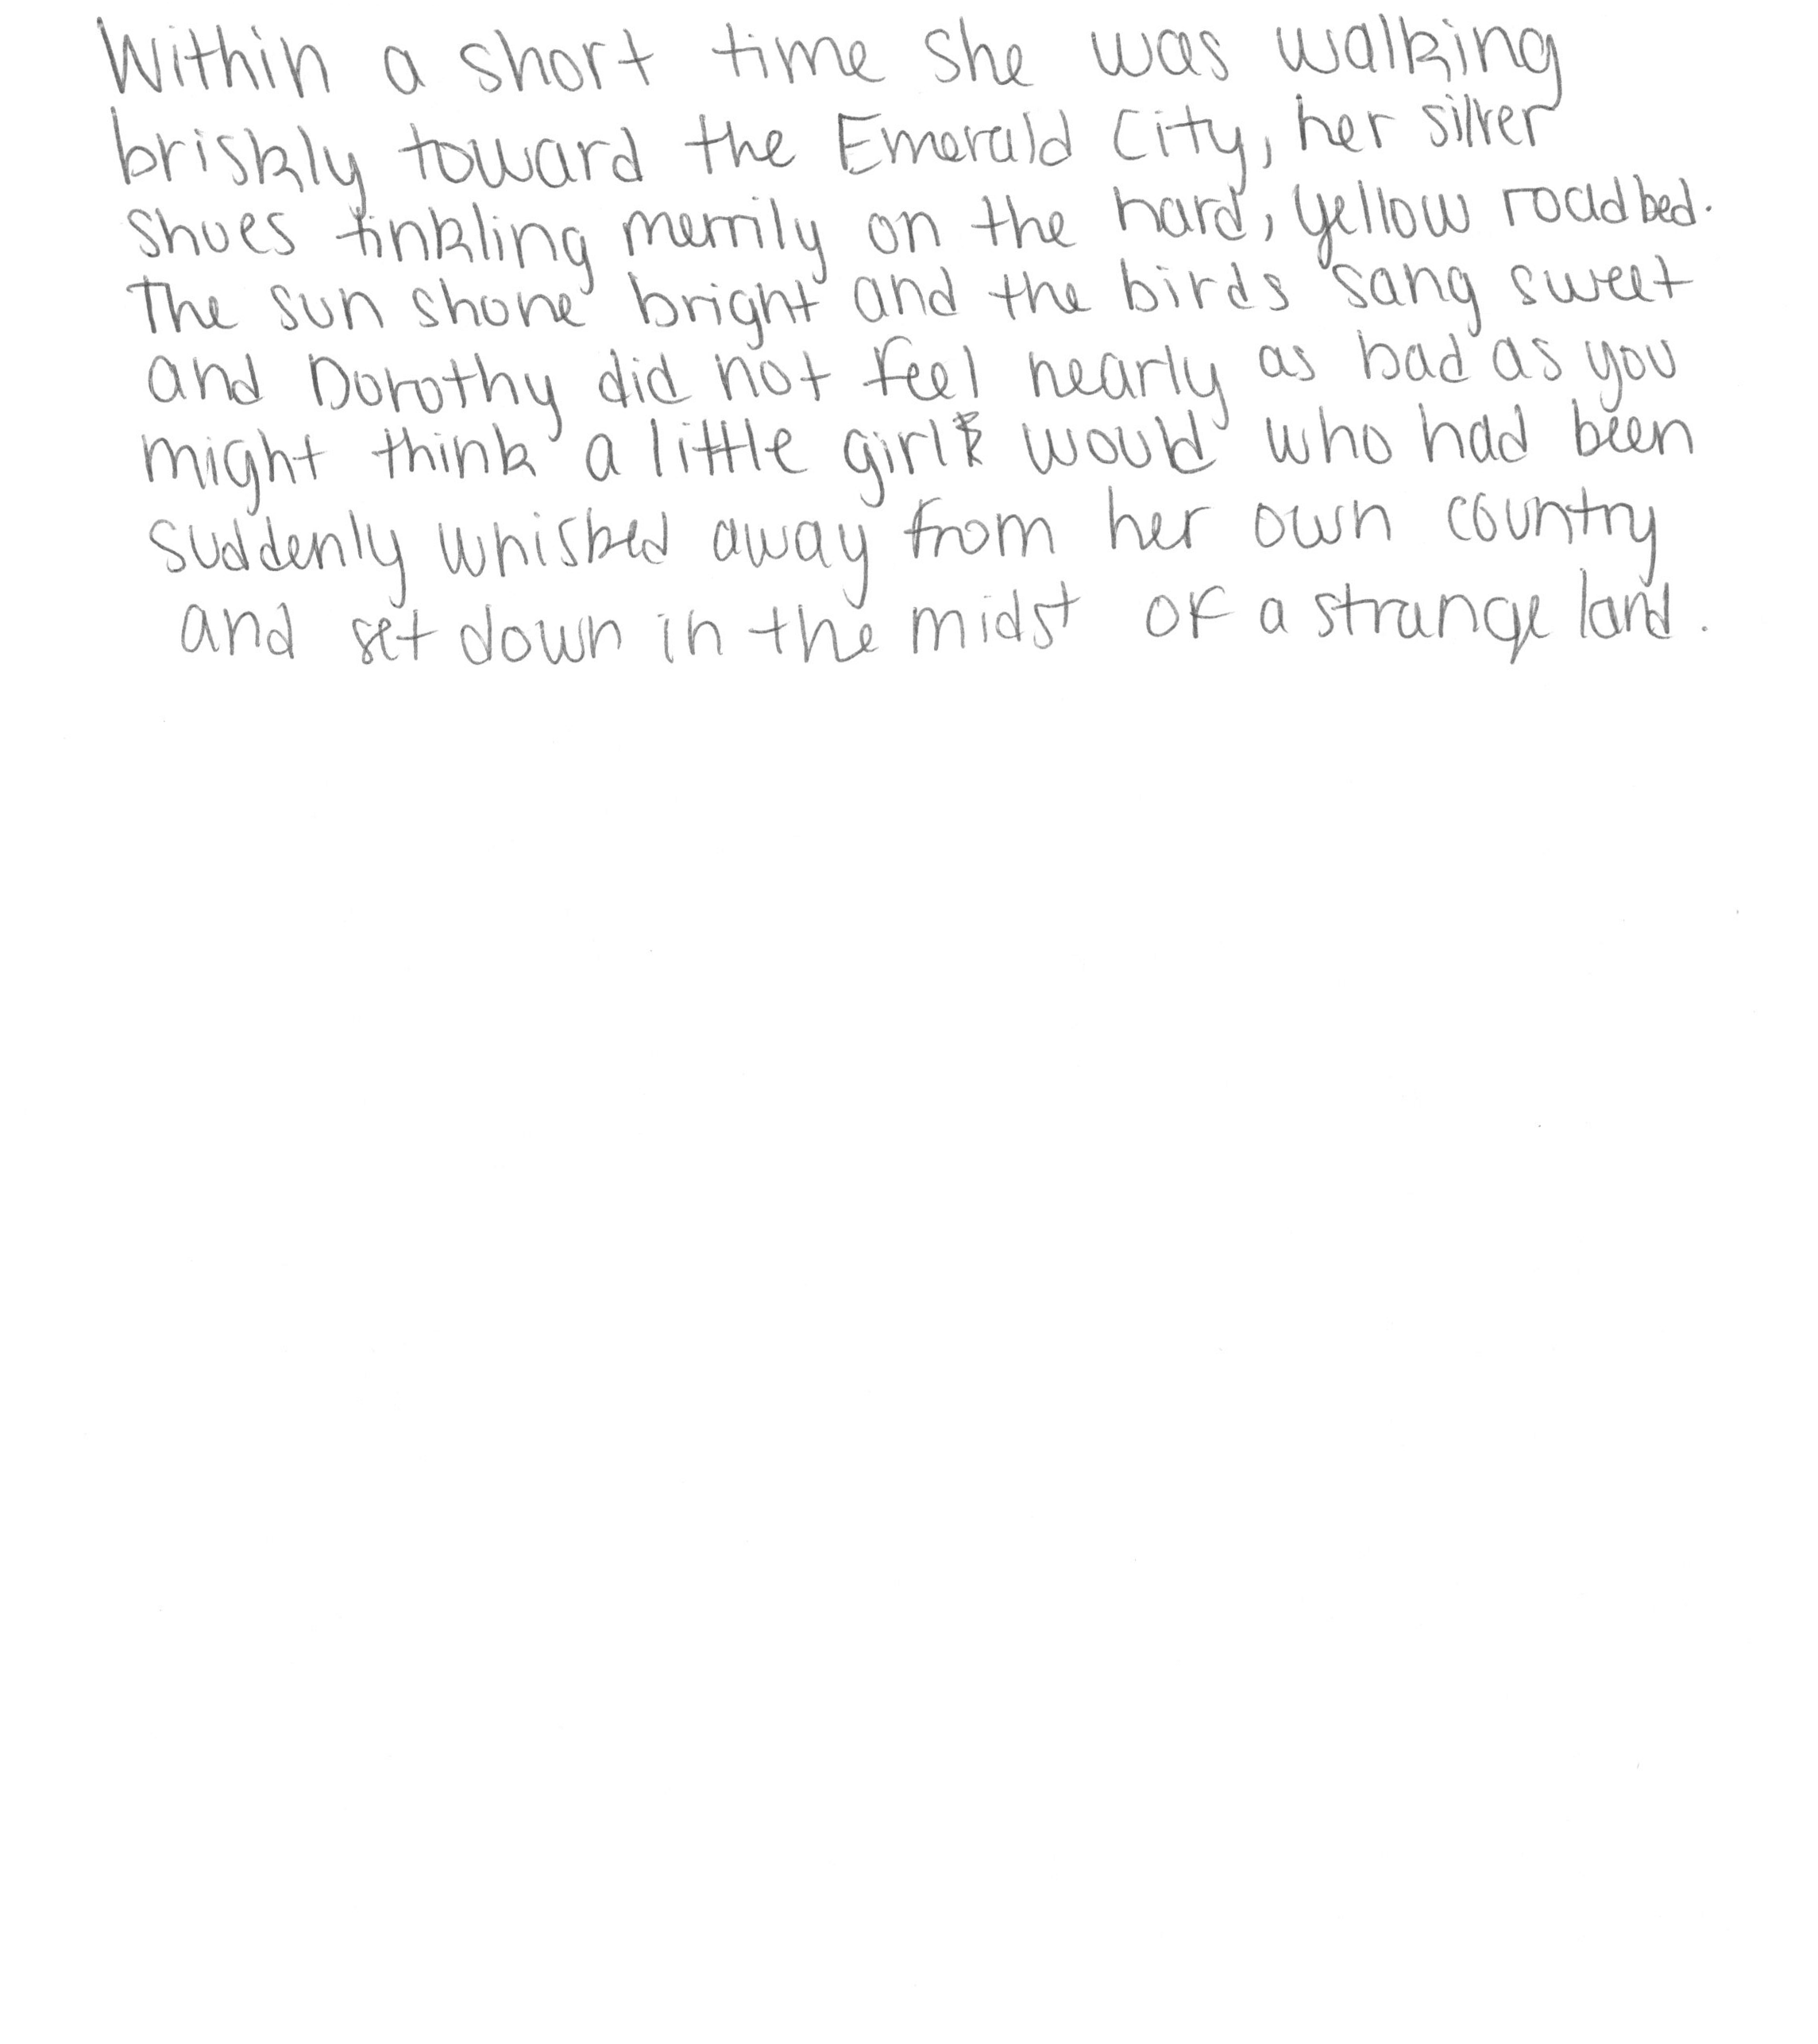 Within a short time she was walking
briskly toward the Emerald City, her silver
shoes tinkling merrily on the hard, yellow roadbed.
The sun shone bright and the birds sang sweet
and Dorothy did not feel nearly as bad as you
might think a little girl would who had been
suddenly whisked away from her own country
and set down in the midst of a strange land.